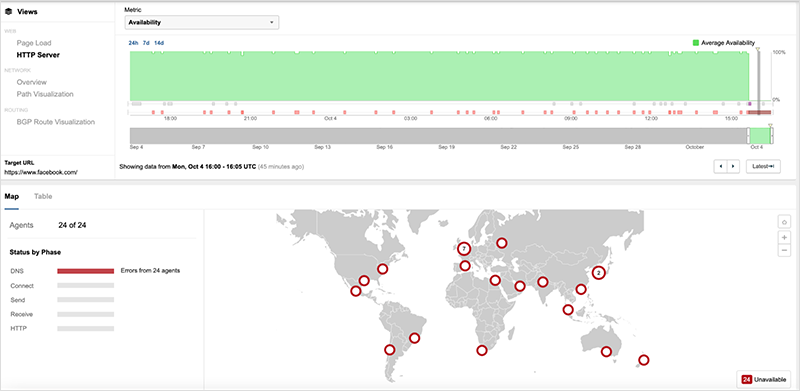 Views
WEB
Page Load
HTTP Server
NETWORK
Overview
Path Visualization
ROUTING
BGP Route Visualization
Target URL
https://www.facebook.com/
Metric
Availability
24h 7d 14d
Average Availability
100%
0%
18:00 21:00 Oct 4 03:00 06:00 09:00 12:00 15:00
Sep 4 Sep 7 Sep 10 Sep 13 Sep 16 Sep 19 Sep 22 Sep 25 Sep 28 October Oct 4
Showing data from Mon, Oct 4 16:00 - 16:05 UTC (45 minutes ago)
Latest
Map Table
Agents 24 of 24
Status by Phase
DNS Errors from 24 agents
Connect
Send
Receive
HTTP
7
2
24 Unavailable